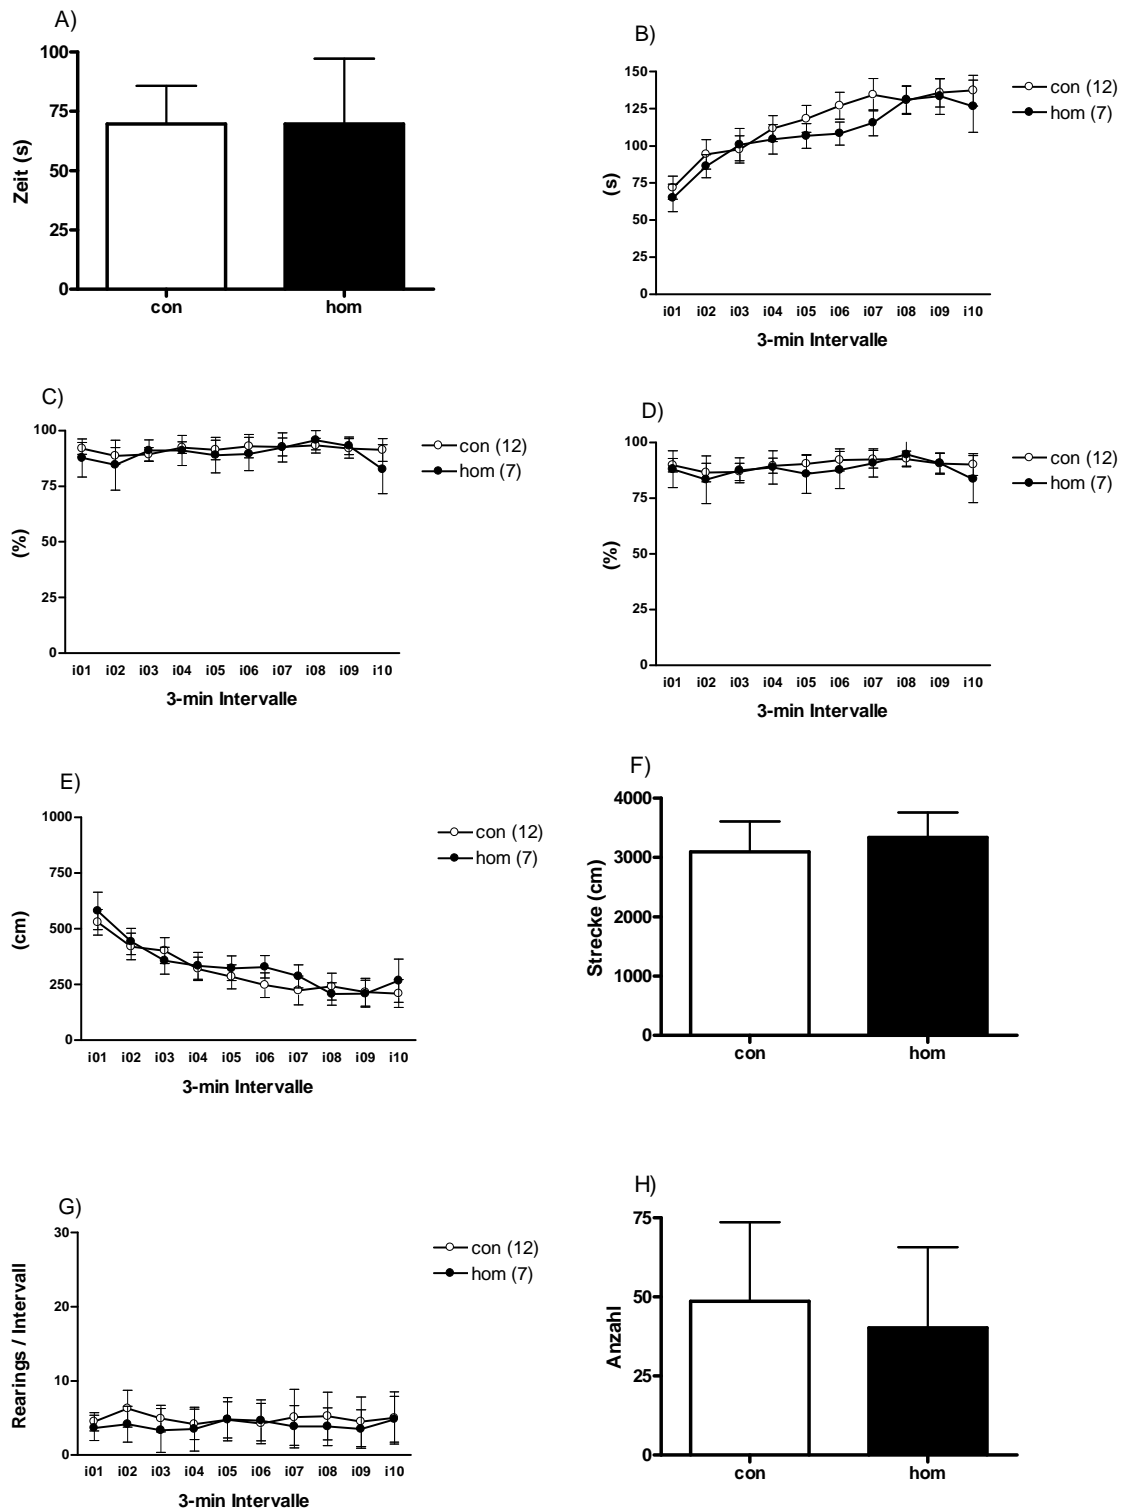 A)
100
75
50
25
0
Zeit (s)
con
hom
B)
150
125
100
75
50
25
0
(s)
i01 i02 i03 i04 i05 i06 i07 i08 i09 i10
3-min Intervalle
con (12)
hom (7)
C)
100
75
50
25
0
(%)
i01 i02 i03 i04 i05 i06 i07 i08 i09 i10
3-min Intervalle
con (12)
hom (7)
D)
100
75
50
25
0
(%)
i01 i02 i03 i04 i05 i06 i07 i08 i09 i10
3-min Intervalle
con (12)
hom (7)
E)
1000
750
500
250
0
(cm)
i01 i02 i03 i04 i05 i06 i07 i08 i09 i10
3-min Intervalle
con (12)
hom (7)
F)
4000
3000
2000
1000
0
Strecke (cm)
con
hom
G)
30
20
10
0
Rearings / Intervall
i01 i02 i03 i04 i05 i06 i07 i08 i09 i10
3-min Intervalle
con (12)
hom (7)
H)
75
50
25
0
Anzahl
con
hom